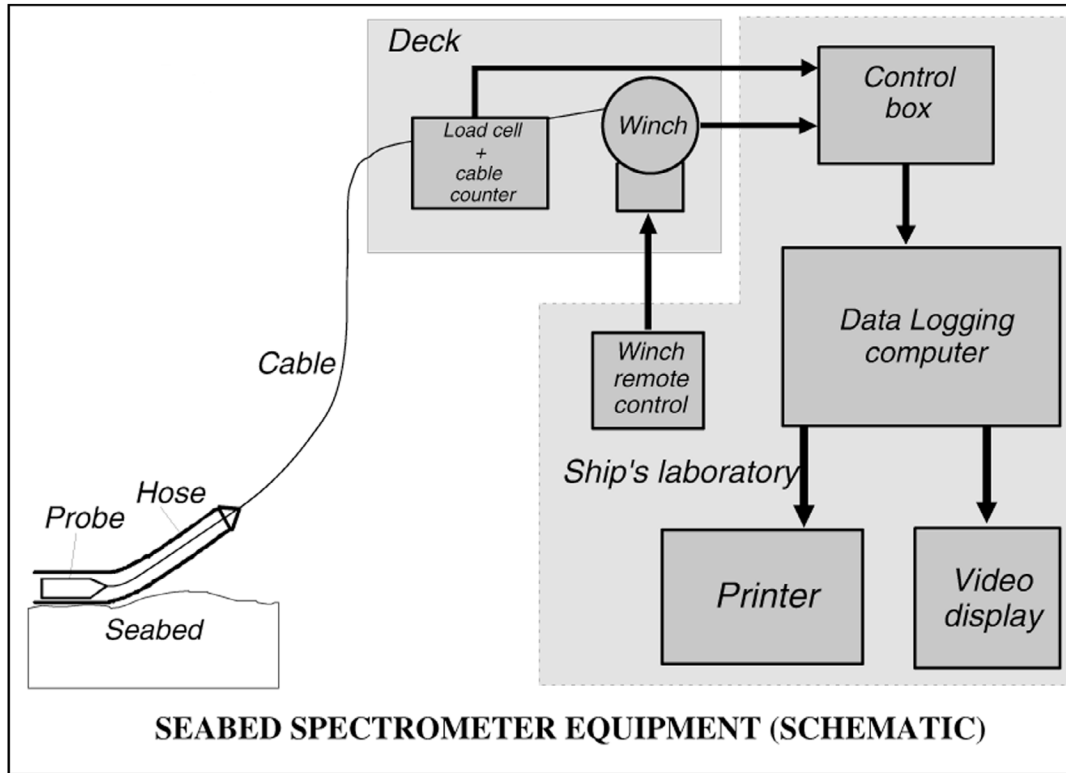 Deck
Load cell
+
cable
counter
Winch
Control
box
Data Logging
computer
Winch
remote
control
Cable
Ship's laboratory
Hose
Probe
Seabed
Printer
Video
display
SEABED SPECTROMETER EQUIPMENT (SCHEMATIC)